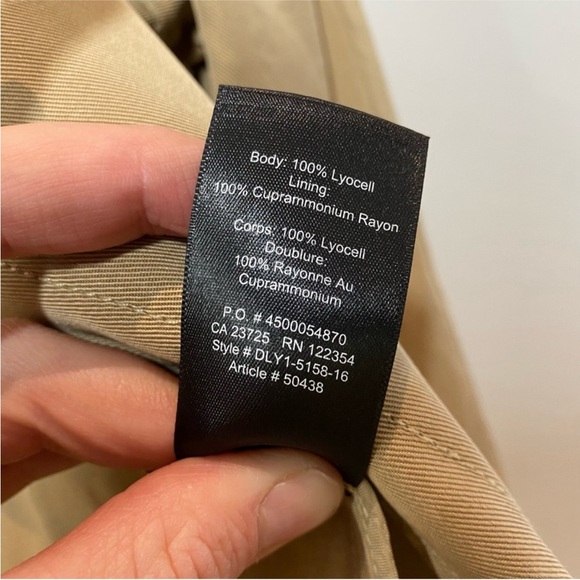 Body: 100% Lyocell
Lining:
100% Cuprammonium Rayon
Corps: 100% Lyocell
Doublure:
100% Rayonne Au
Cuprammonium
P.O. # 4500054870
CA 23725 RN 122354
Style # DLY1-5158-16
Article # 50438